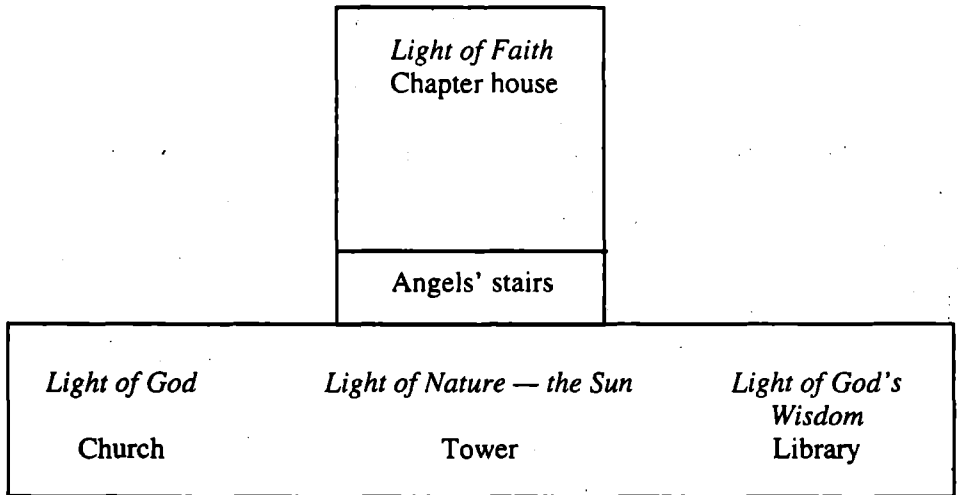 Light of Faith
Chapter house
Angels' stairs
Light of God
Church
Light of Nature — the Sun
Tower
Light of God's
Wisdom
Library